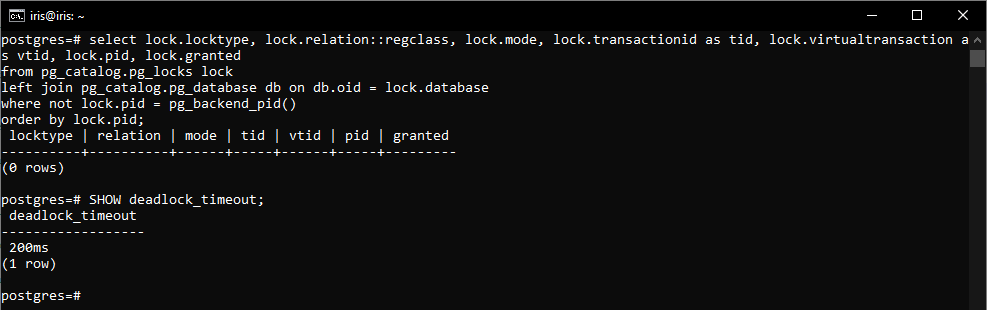 iris@iris: ~
postgres=# select lock.locktype, lock.relation::regclass, lock.mode, lock.transactionid as tid, lock.virtualtransaction a
s vtid, lock.pid, lock.granted
from pg_catalog.pg_locks lock
left join pg_catalog.pg_database db on db.oid = lock.database
where not lock.pid = pg_backend_pid()
order by lock.pid;
 locktype | relation | mode | tid | vtid | pid | granted
----------+----------+------+-----+------+-----+---------
(0 rows)
postgres=# SHOW deadlock_timeout;
 deadlock_timeout
------------------
 200ms
(1 row)
postgres=#